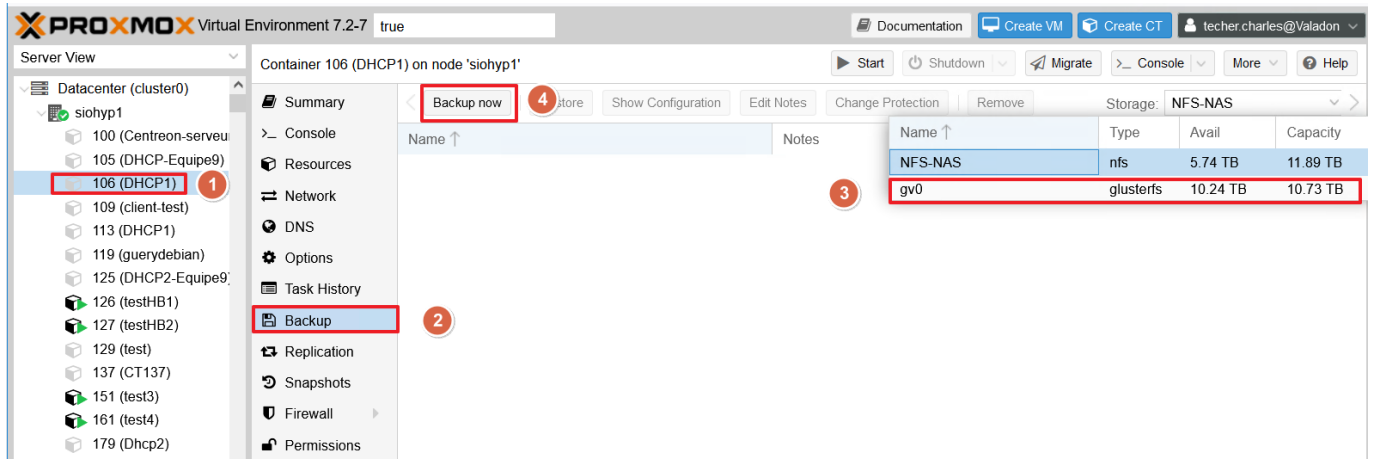 PROXMOX Virtual Environment 7.2-7 true Documentation Create VM Create CT techer.charles@Valadon
Server View
Datacenter (cluster0)
siohyp1
100 (Centreon-serveu
105 (DHCP-Equipe9)
106 (DHCP1) 1
109 (client-test)
113 (DHCP1)
119 (guerydebian)
125 (DHCP2-Equipe9)
126 (testHB1)
127 (testHB2)
129 (test)
137 (CT137)
151 (test3)
161 (test4)
179 (Dhcp2)
Container 106 (DHCP1) on node 'siohyp1' Start Shutdown Migrate >_ Console More Help
Summary
>_ Console
Resources
Network
DNS
Options
Task History
Backup 2
Replication
Snapshots
Firewall
Permissions
Backup now 4 store Show Configuration Edit Notes Change Protection Remove Storage: NFS-NAS
Name Notes
Name Type Avail Capacity
NFS-NAS nfs 5.74 TB 11.89 TB
3 gv0 glusterfs 10.24 TB 10.73 TB